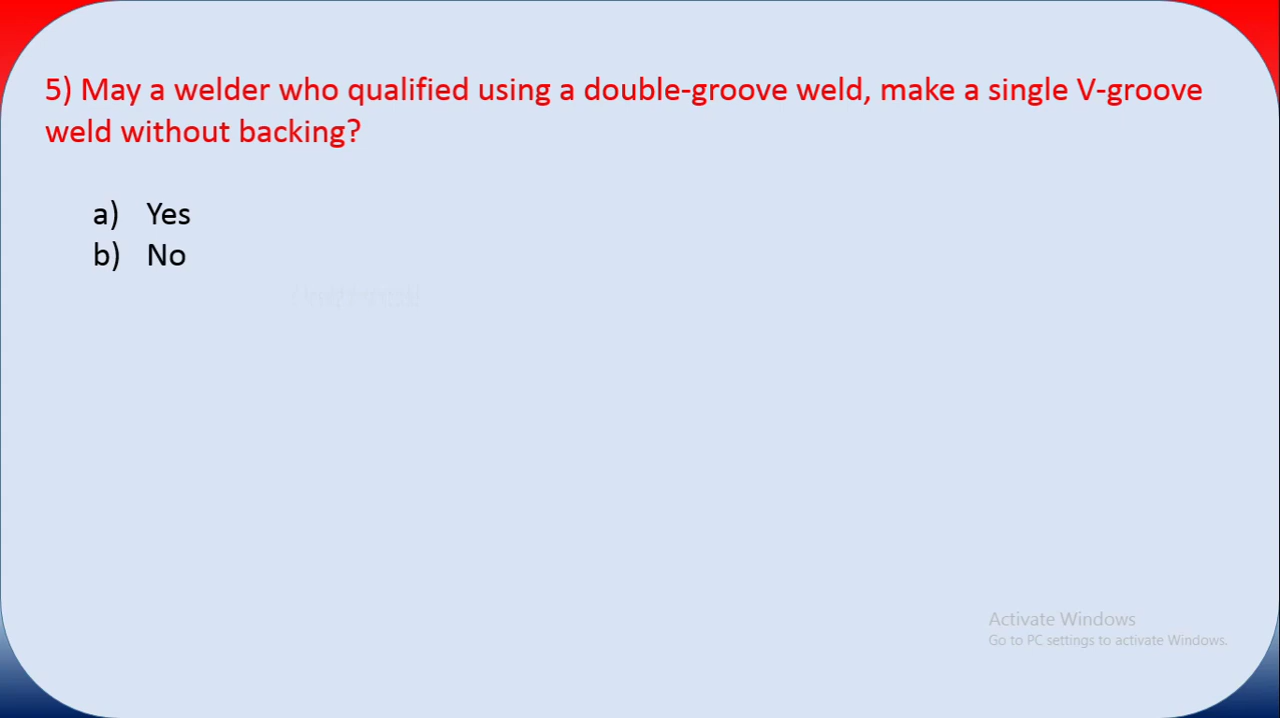 5) May a welder who qualified using a double-groove weld, make a single V-groove
weld without backing?
a) Yes
b) No
Activate Windows
Go to PC settings to activate Windows.